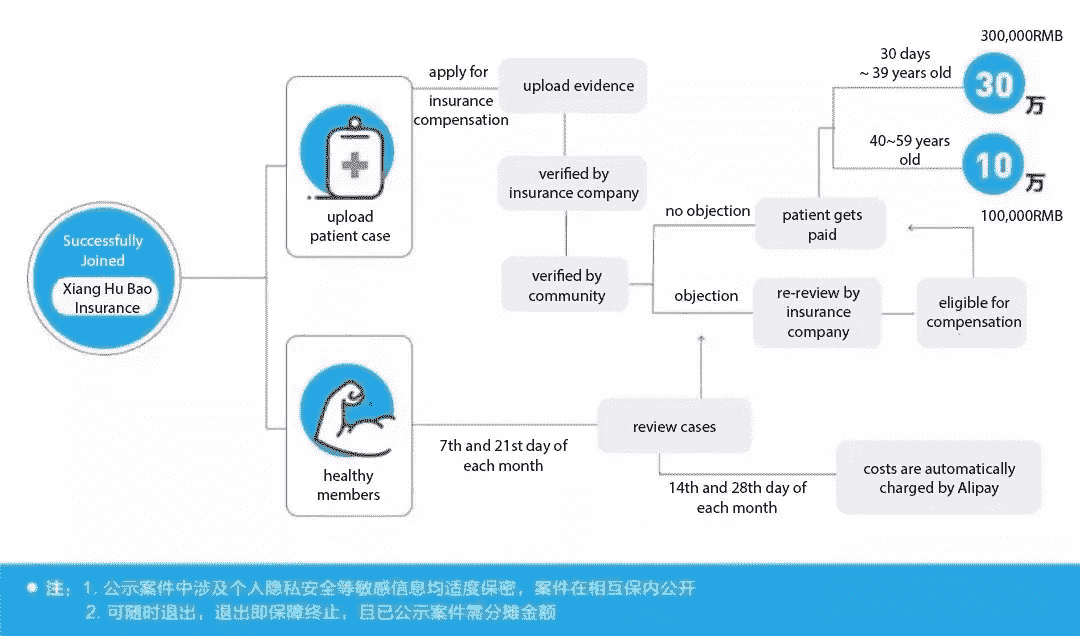 300,000RMB
30 days
~ 39 years old
30
万
40~59 years
old
10
万
100,000RMB
apply for
insurance
compensation
upload evidence
verified by
insurance company
verified by
community
no objection
patient gets
paid
objection
re-review by
insurance
company
eligible for
compensation
upload
patient case
Successfully
Joined
Xiang Hu Bao
Insurance
healthy
members
7th and 21st day of
each month
review cases
14th and 28th day of
each month
costs are automatically
charged by Alipay
注：1. 公示案件中涉及个人隐私安全等敏感信息均适度保密，案件在相互保内公开
2. 可随时退出，退出即保障终止，且已公示案件需分摊金额